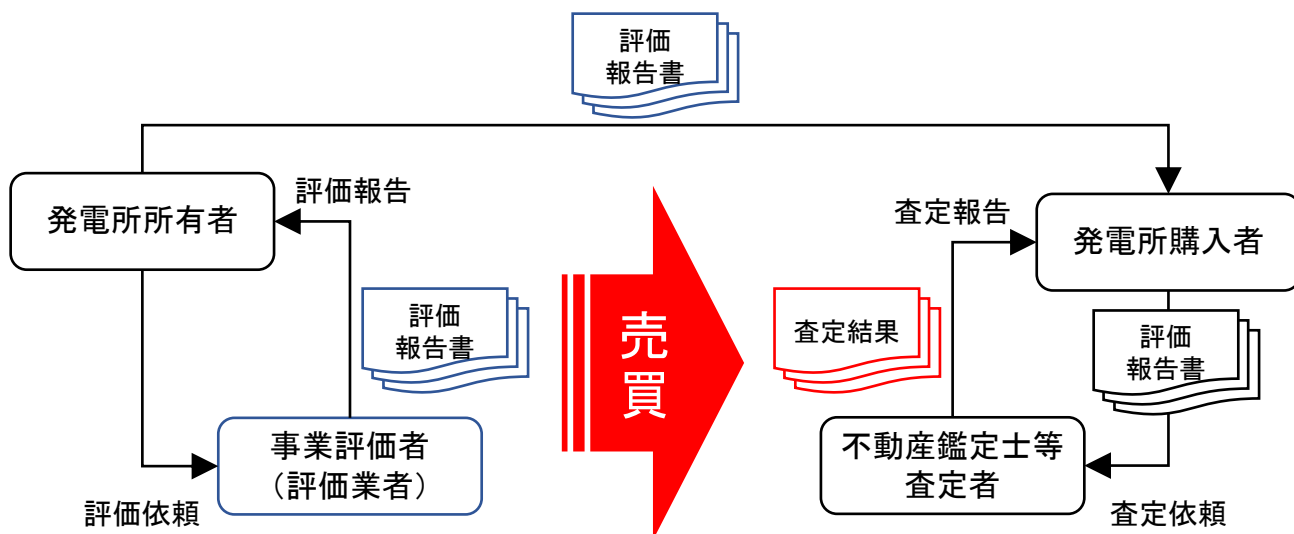 評価
報告書
発電所所有者
評価報告
査定報告
発電所購入者
評価
報告書
売
買
査定結果
評価
報告書
事業評価者
（評価業者）
不動産鑑定士等
査定者
評価依頼
査定依頼